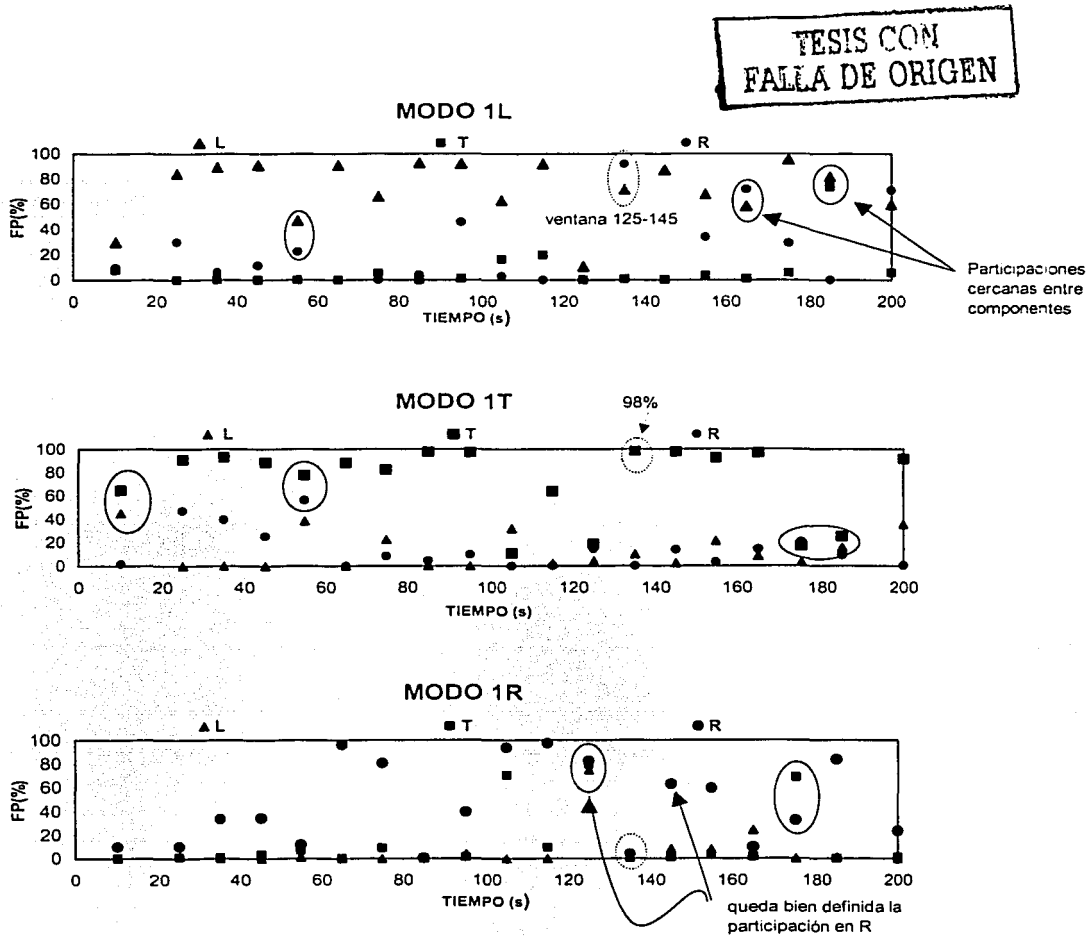 TESIS CON
FALLA DE ORIGEN
MODO 1L
L T R
100
80
60
40
20
0
FP(%)
0 20 40 60 80 100 120 140 160 180 200
TIEMPO (s)
ventana 125-145
Participaciones
cercanas entre
componentes
MODO 1T
98%
L T R
100
80
60
40
20
0
FP(%)
0 20 40 60 80 100 120 140 160 180 200
TIEMPO (s)
MODO 1R
L T R
100
80
60
40
20
0
FP(%)
0 20 40 60 80 100 120 140 160 180 200
TIEMPO (s)
queda bien definida la
participación en R